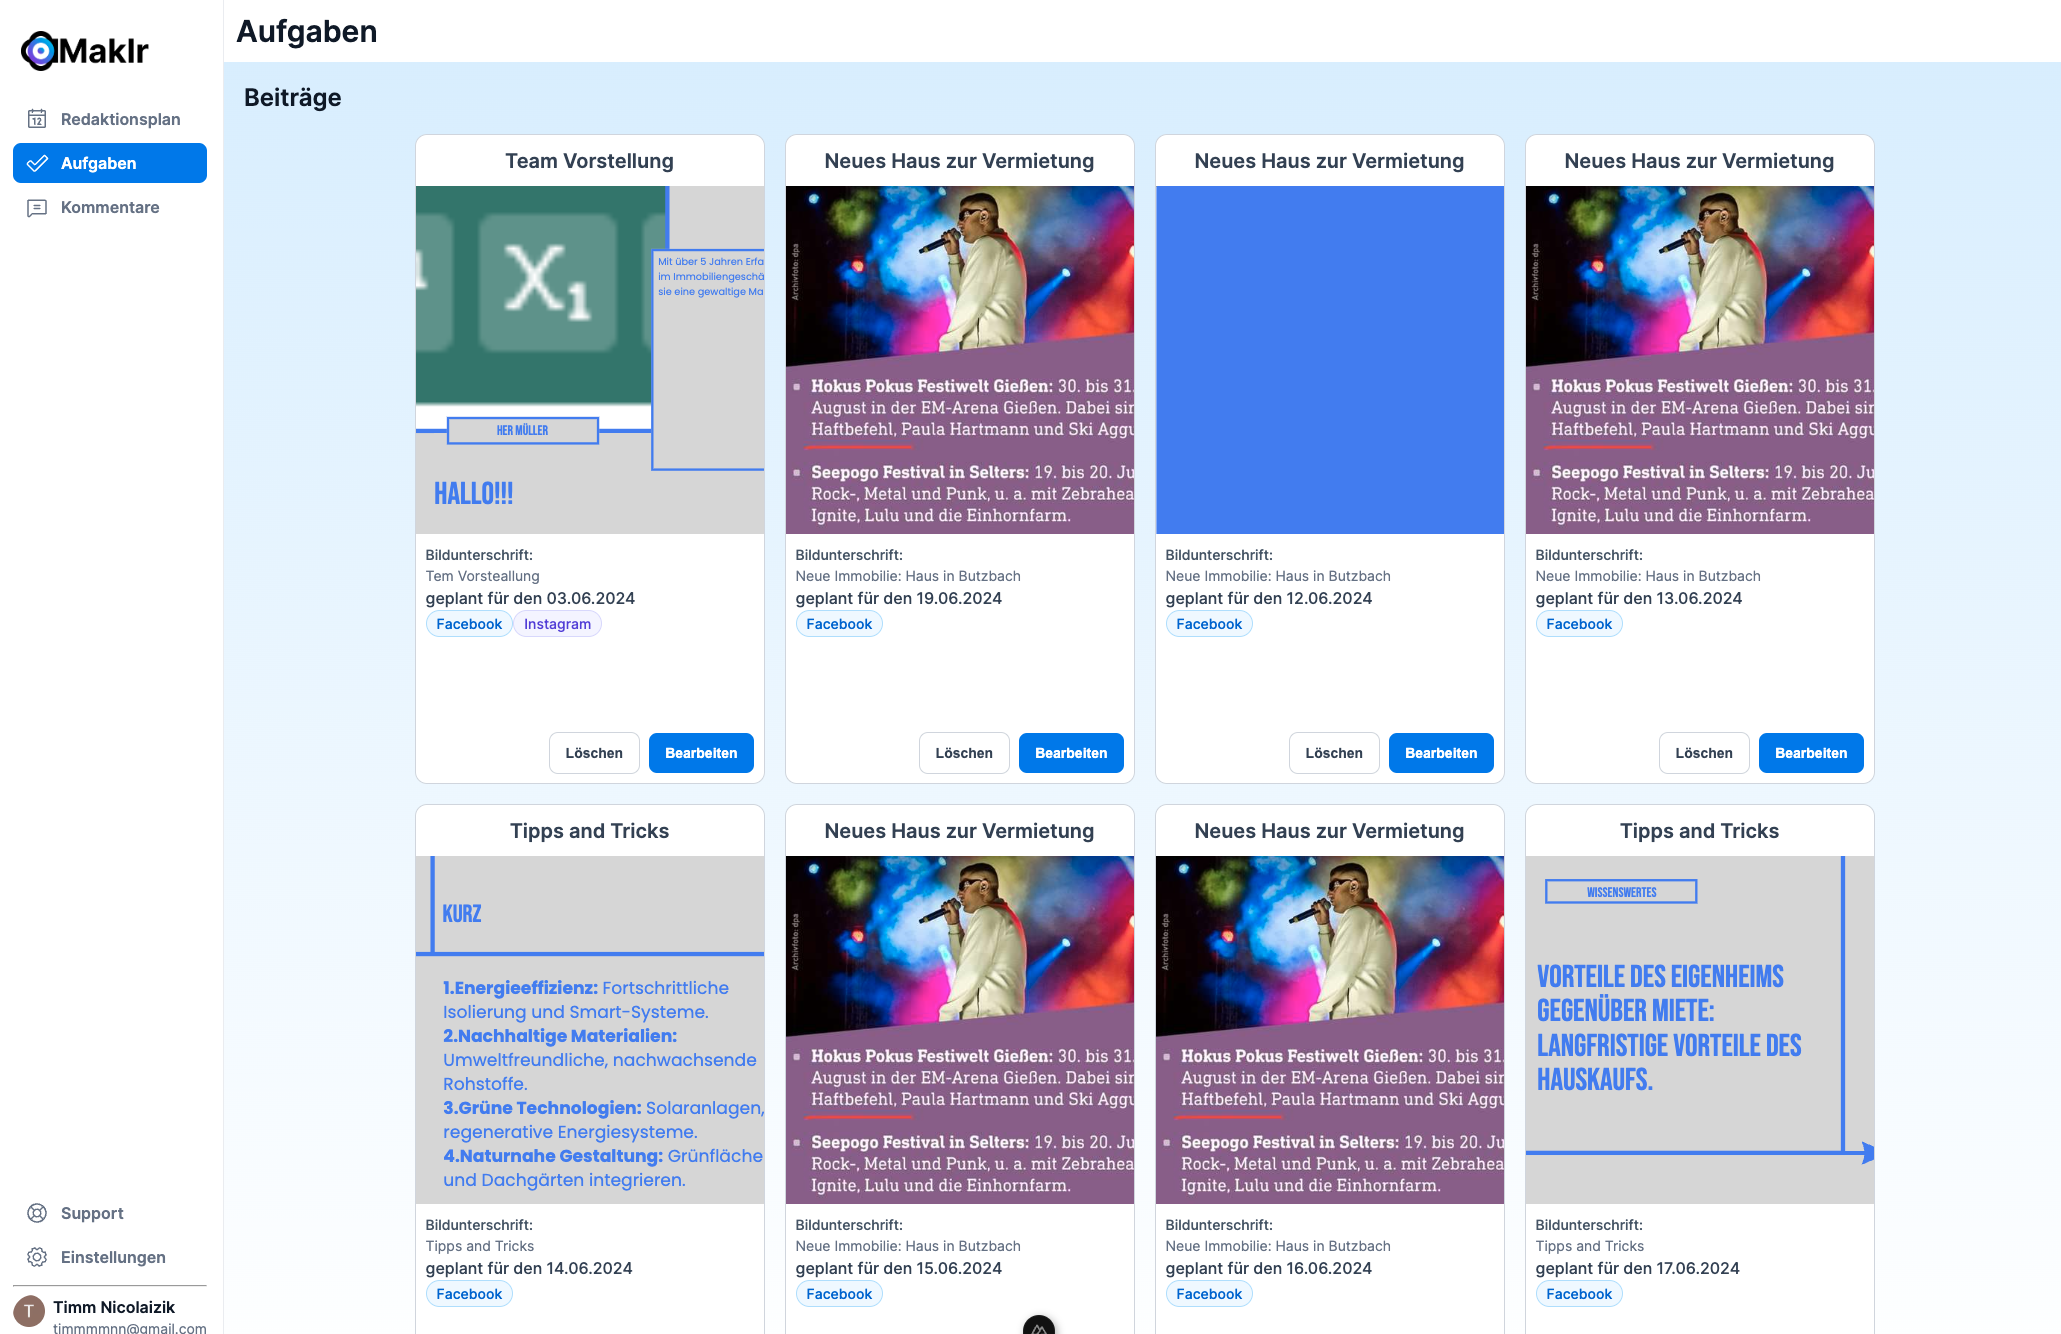 Maklr
Redaktionsplan
Aufgaben
Kommentare
Support
Einstellungen
T
Timm Nicolaizik
timmmmnn@gmail.com
Aufgaben
Beiträge
Team Vorstellung
X1
Mit über 5 Jahren Erfa
im Immobiliengeschä
sie eine gewaltige Ma
HER MÜLLER
HALLO!!!
Bildunterschrift:
Tem Vorsteallung
geplant für den 03.06.2024
Facebook Instagram
Löschen Bearbeiten
Neues Haus zur Vermietung
Archivfoto: dpa
Hokus Pokus Festiwelt Gießen: 30. bis 31.
August in der EM-Arena Gießen. Dabei sin
Haftbefehl, Paula Hartmann und Ski Aggu
Seepogo Festival in Selters: 19. bis 20. Ju
Rock-, Metal und Punk, u. a. mit Zebrahea
Ignite, Lulu und die Einhornfarm.
Bildunterschrift:
Neue Immobilie: Haus in Butzbach
geplant für den 19.06.2024
Facebook
Löschen Bearbeiten
Neues Haus zur Vermietung
Bildunterschrift:
Neue Immobilie: Haus in Butzbach
geplant für den 12.06.2024
Facebook
Löschen Bearbeiten
Neues Haus zur Vermietung
Archivfoto: dpa
Hokus Pokus Festiwelt Gießen: 30. bis 31.
August in der EM-Arena Gießen. Dabei sin
Haftbefehl, Paula Hartmann und Ski Aggu
Seepogo Festival in Selters: 19. bis 20. Ju
Rock-, Metal und Punk, u. a. mit Zebrahea
Ignite, Lulu und die Einhornfarm.
Bildunterschrift:
Neue Immobilie: Haus in Butzbach
geplant für den 13.06.2024
Facebook
Löschen Bearbeiten
Tipps and Tricks
KURZ
1.Energieeffizienz: Fortschrittliche
Isolierung und Smart-Systeme.
2.Nachhaltige Materialien:
Umweltfreundliche, nachwachsende
Rohstoffe.
3.Grüne Technologien: Solaranlagen,
regenerative Energiesysteme.
4.Naturnahe Gestaltung: Grünfläche
und Dachgärten integrieren.
Bildunterschrift:
Tipps and Tricks
geplant für den 14.06.2024
Facebook
Neues Haus zur Vermietung
Archivfoto: dpa
Hokus Pokus Festiwelt Gießen: 30. bis 31.
August in der EM-Arena Gießen. Dabei sin
Haftbefehl, Paula Hartmann und Ski Aggu
Seepogo Festival in Selters: 19. bis 20. Ju
Rock-, Metal und Punk, u. a. mit Zebrahea
Ignite, Lulu und die Einhornfarm.
Bildunterschrift:
Neue Immobilie: Haus in Butzbach
geplant für den 15.06.2024
Facebook
Neues Haus zur Vermietung
Archivfoto: dpa
Hokus Pokus Festiwelt Gießen: 30. bis 31.
August in der EM-Arena Gießen. Dabei sin
Haftbefehl, Paula Hartmann und Ski Aggu
Seepogo Festival in Selters: 19. bis 20. Ju
Rock-, Metal und Punk, u. a. mit Zebrahea
Ignite, Lulu und die Einhornfarm.
Bildunterschrift:
Neue Immobilie: Haus in Butzbach
geplant für den 16.06.2024
Facebook
Tipps and Tricks
WISSENSWERTES
VORTEILE DES EIGENHEIMS
GEGENÜBER MIETE:
LANGFRISTIGE VORTEILE DES
HAUSKAUFS.
Bildunterschrift:
Tipps and Tricks
geplant für den 17.06.2024
Facebook